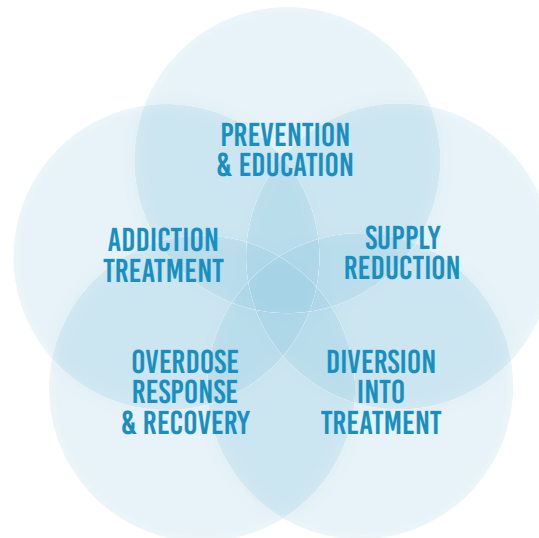 PREVENTION
& EDUCATION
ADDICTION
TREATMENT
SUPPLY
REDUCTION
OVERDOSE
RESPONSE
& RECOVERY
DIVERSION
INTO
TREATMENT